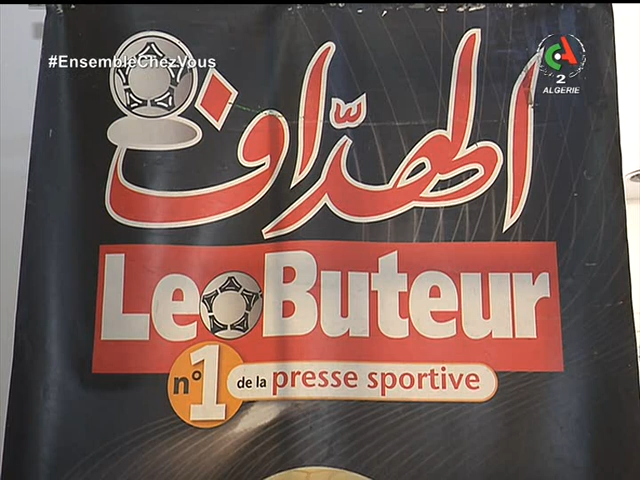 #EnsembleChezVous
2
ALGERIE
الهدّاف
Le Buteur
n°1 de la presse sportive